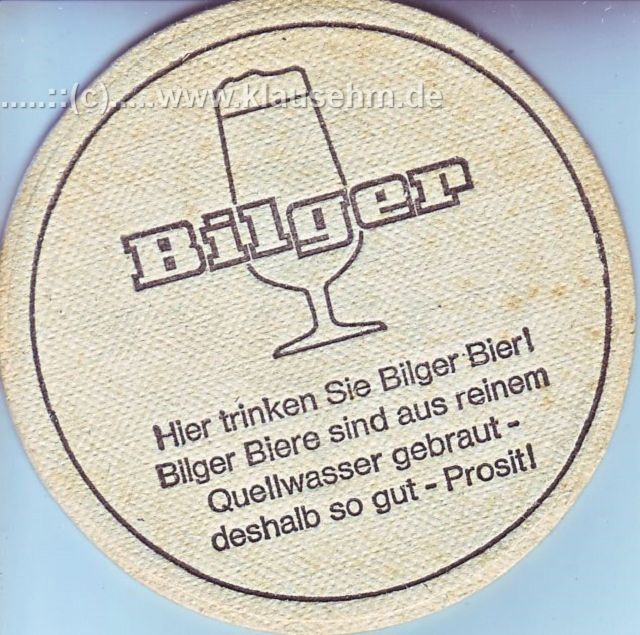 .....::(c).....www.klausehm.de
Bilger
Hier trinken Sie Bilger Bier!
Bilger Biere sind aus reinem
Quellwasser gebraut -
deshalb so gut - Prosit!